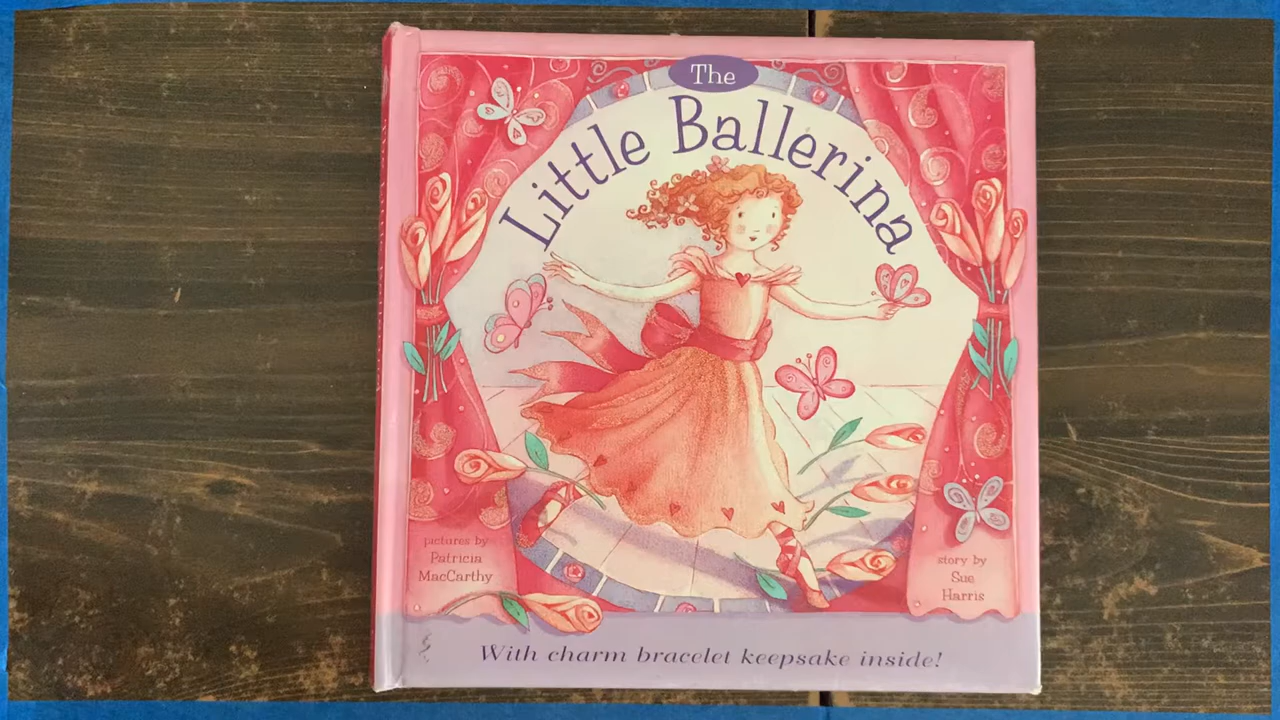 The
Little Ballerina
pictures by
Patricia
MacCarthy
story by
Sue
Harris
With charm bracelet keepsake inside!